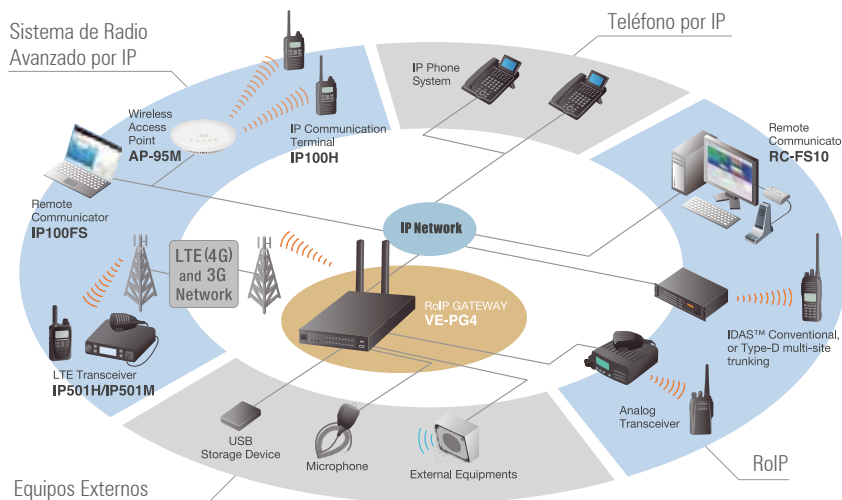 Sistema de Radio
Avanzado por IP
Teléfono por IP
IP Phone
System
Wireless
Access
Point
AP-95M
IP Communication
Terminal
IP100H
Remote
Communicato
RC-FS10
Remote
Communicator
IP100FS
IP Network
LTE (4G)
and 3G
Network
RoIP GATEWAY
VE-PG4
IDAS™ Conventional,
or Type-D multi-site
trunking
LTE Transceiver
IP501H/IP501M
Analog
Transceiver
USB
Storage Device
Microphone
External Equipments
RoIP
Equipos Externos